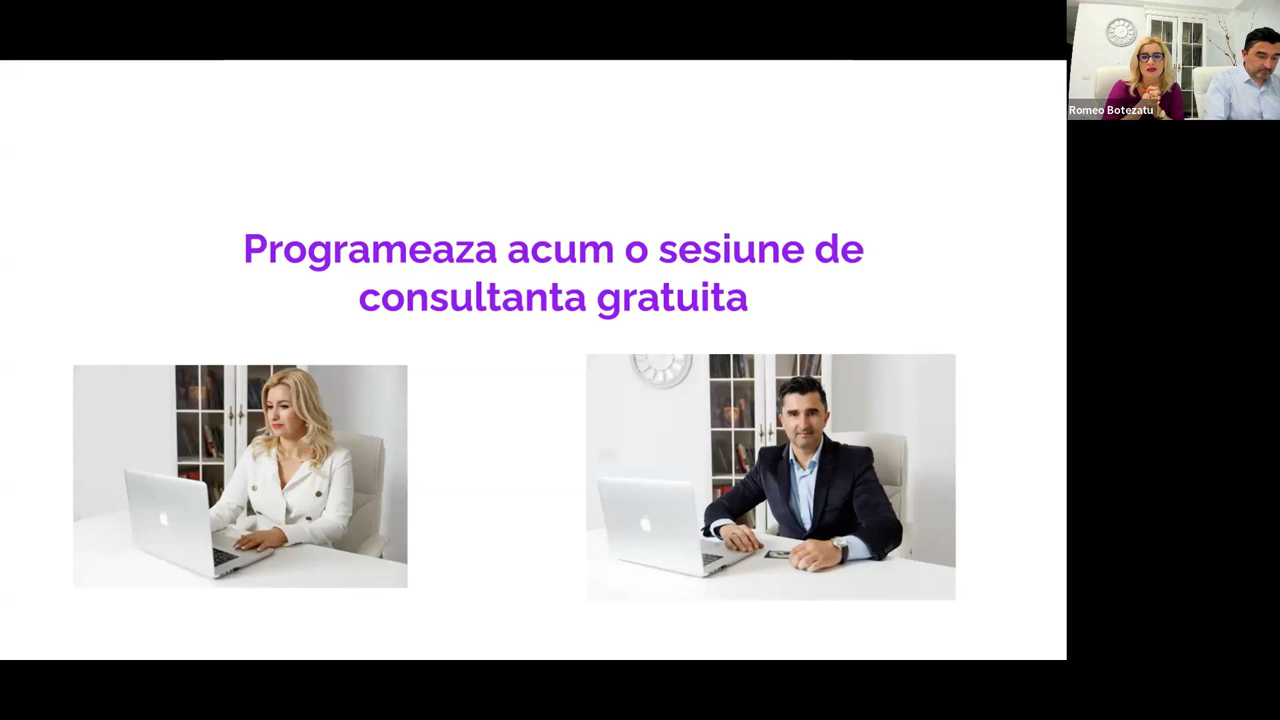 Programeaza acum o sesiune de
consultanta gratuita
Romeo Botezatu